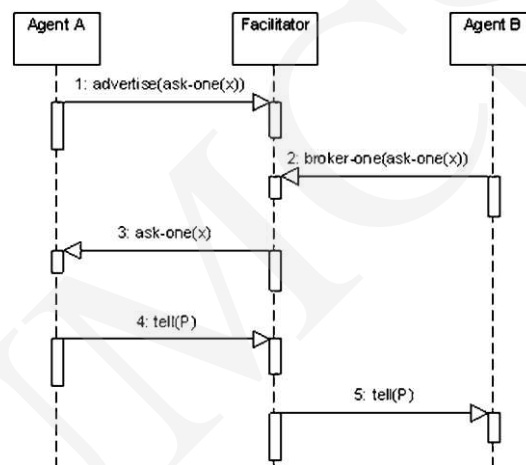 Agent A
Facilitator
Agent B
1: advertise(ask-one(x))
2: broker-one(ask-one(x))
3: ask-one(x)
4: tell(P)
5: tell(P)